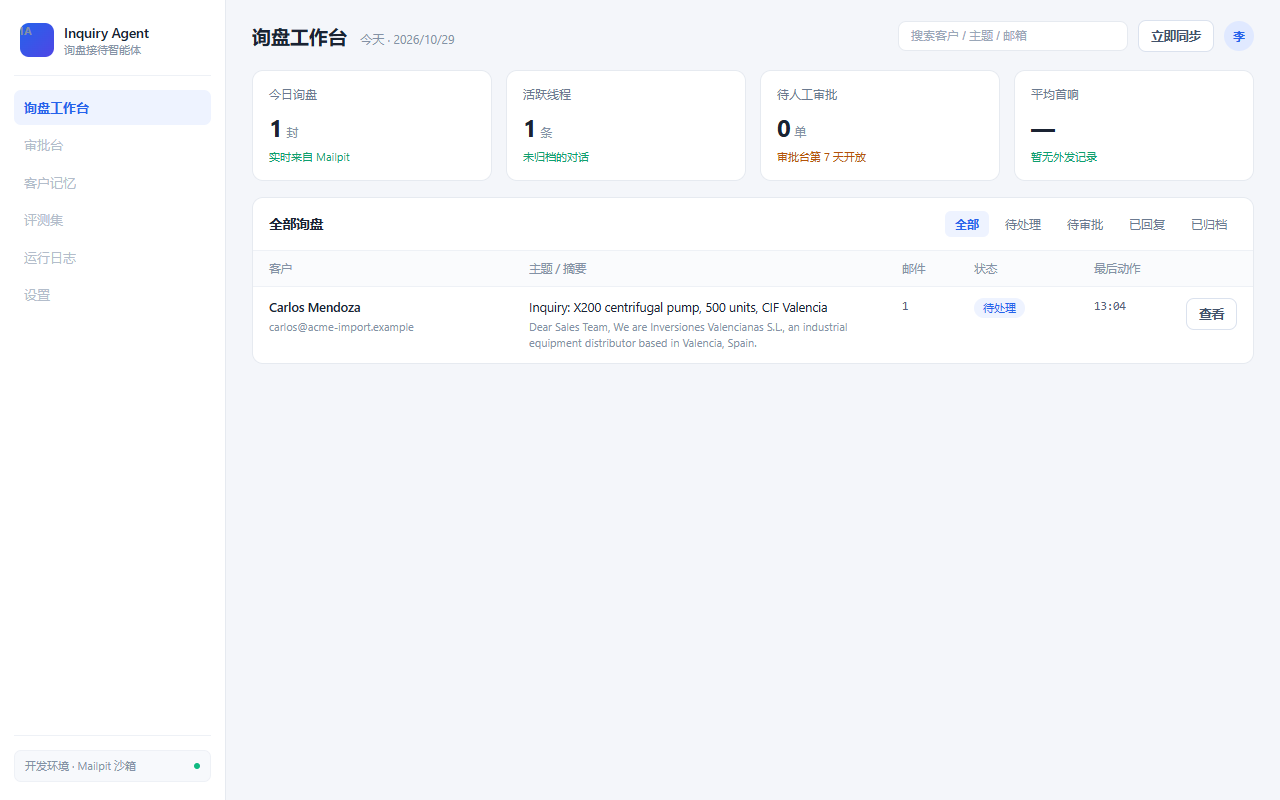 IA
Inquiry Agent
询盘接待智能体
询盘工作台
审批台
客户记忆
评测集
运行日志
设置
开发环境 · Mailpit 沙箱
询盘工作台 今天 · 2026/10/29
搜索客户 / 主题 / 邮箱
立即同步
李
今日询盘
1 封
实时来自 Mailpit
活跃线程
1 条
未归档的对话
待人工审批
0 单
审批台第 7 天开放
平均首响
—
暂无外发记录
全部询盘
全部 待处理 待审批 已回复 已归档
客户 主题 / 摘要 邮件 状态 最后动作
Carlos Mendoza
carlos@acme-import.example
Inquiry: X200 centrifugal pump, 500 units, CIF Valencia
Dear Sales Team, We are Inversiones Valencianas S.L., an industrial
equipment distributor based in Valencia, Spain.
1
待处理
13:04
查看